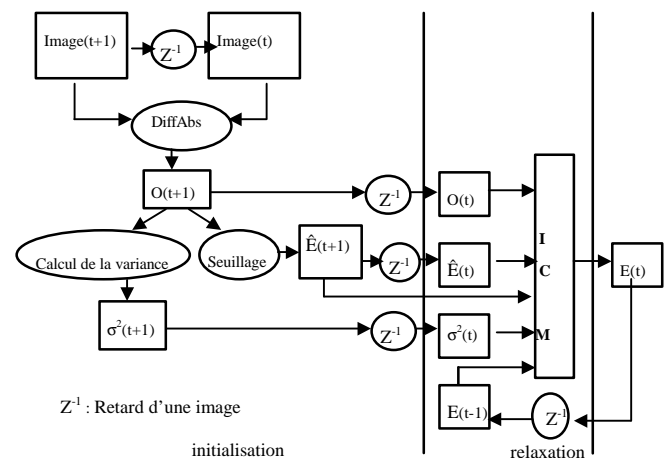 Image(t+1)
Z⁻¹
Image(t)
DiffAbs
O(t+1)
Z⁻¹
O(t)
Calcul de la variance
Seuillage
Ê(t+1)
Z⁻¹
Ê(t)
I
C
M
E(t)
σ²(t+1)
Z⁻¹
σ²(t)
E(t-1)
Z⁻¹
Z⁻¹ : Retard d'une image
initialisation
relaxation